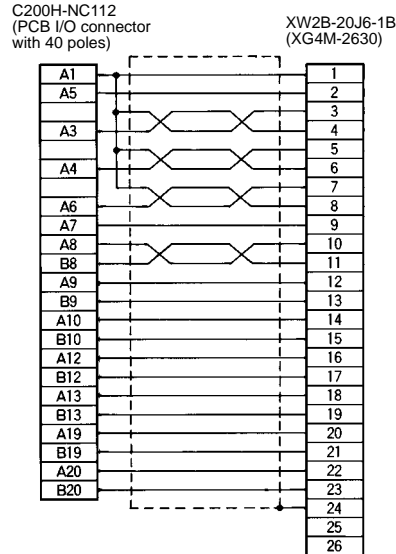 C200H-NC112
(PCB I/O connector
with 40 poles)
XW2B-20J6-1B
(XG4M-2630)
A1 1
A5 2
3
A3 4
5
A4 6
7
A6 8
A7 9
A8 10
B8 11
A9 12
B9 13
A10 14
B10 15
A12 16
B12 17
A13 18
B13 19
A19 20
B19 21
A20 22
B20 23
24
25
26